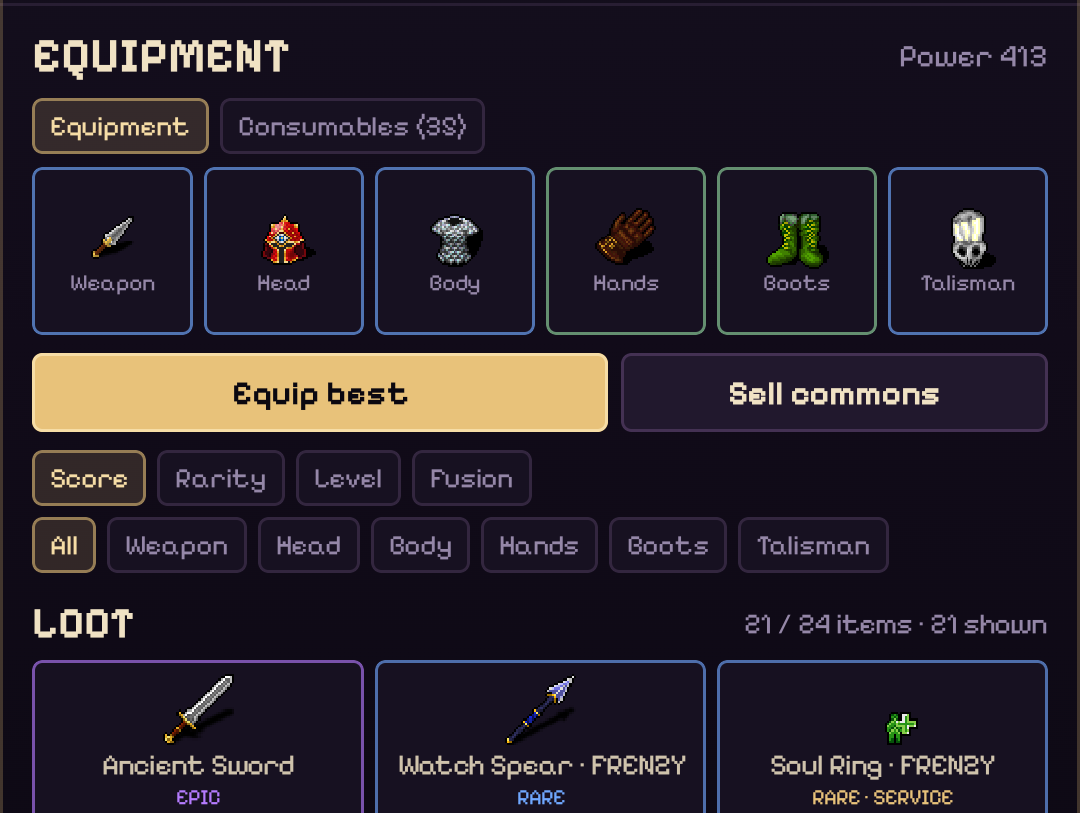 EQUIPMENT
Power 413
Equipment
Consumables (32)
Weapon
Head
Body
Hands
Boots
Talisman
Equip best
Sell commons
Score
Rarity
Level
Fusion
All
Weapon
Head
Body
Hands
Boots
Talisman
LOOT
21 / 24 items · 21 shown
Ancient Sword
EPIC
Watch Spear · FRENZY
RARE
Soul Ring · FRENZY
RARE · SERVICE